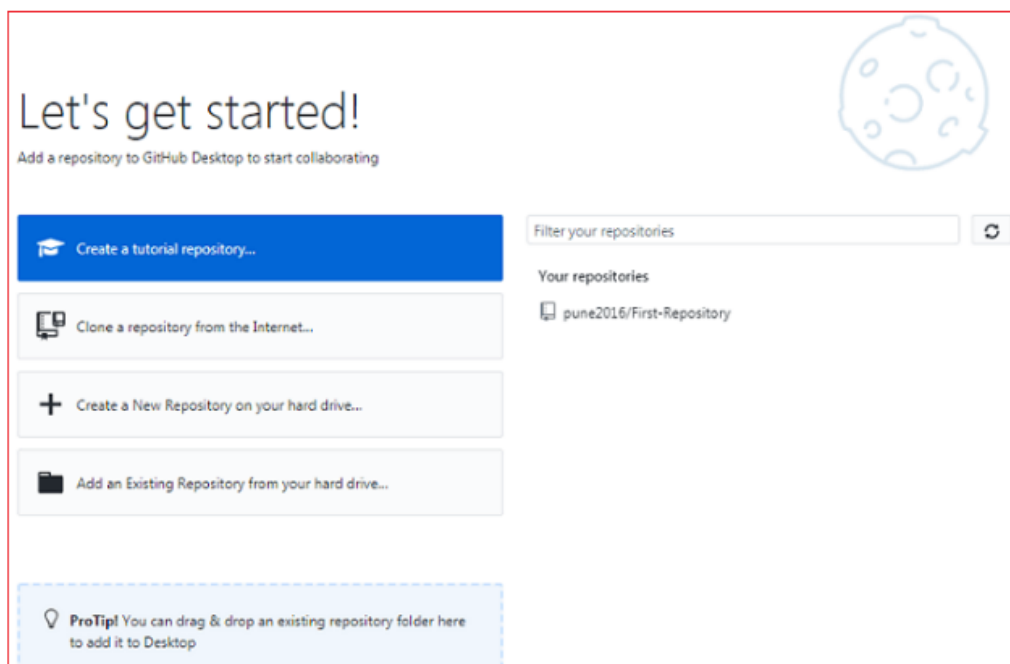 Let's get started!
Add a repository to GitHub Desktop to start collaborating
Create a tutorial repository...
Clone a repository from the Internet...
Create a New Repository on your hard drive...
Add an Existing Repository from your hard drive...
ProTip! You can drag & drop an existing repository folder here
to add it to Desktop
Filter your repositories
Your repositories
pune2016/First-Repository